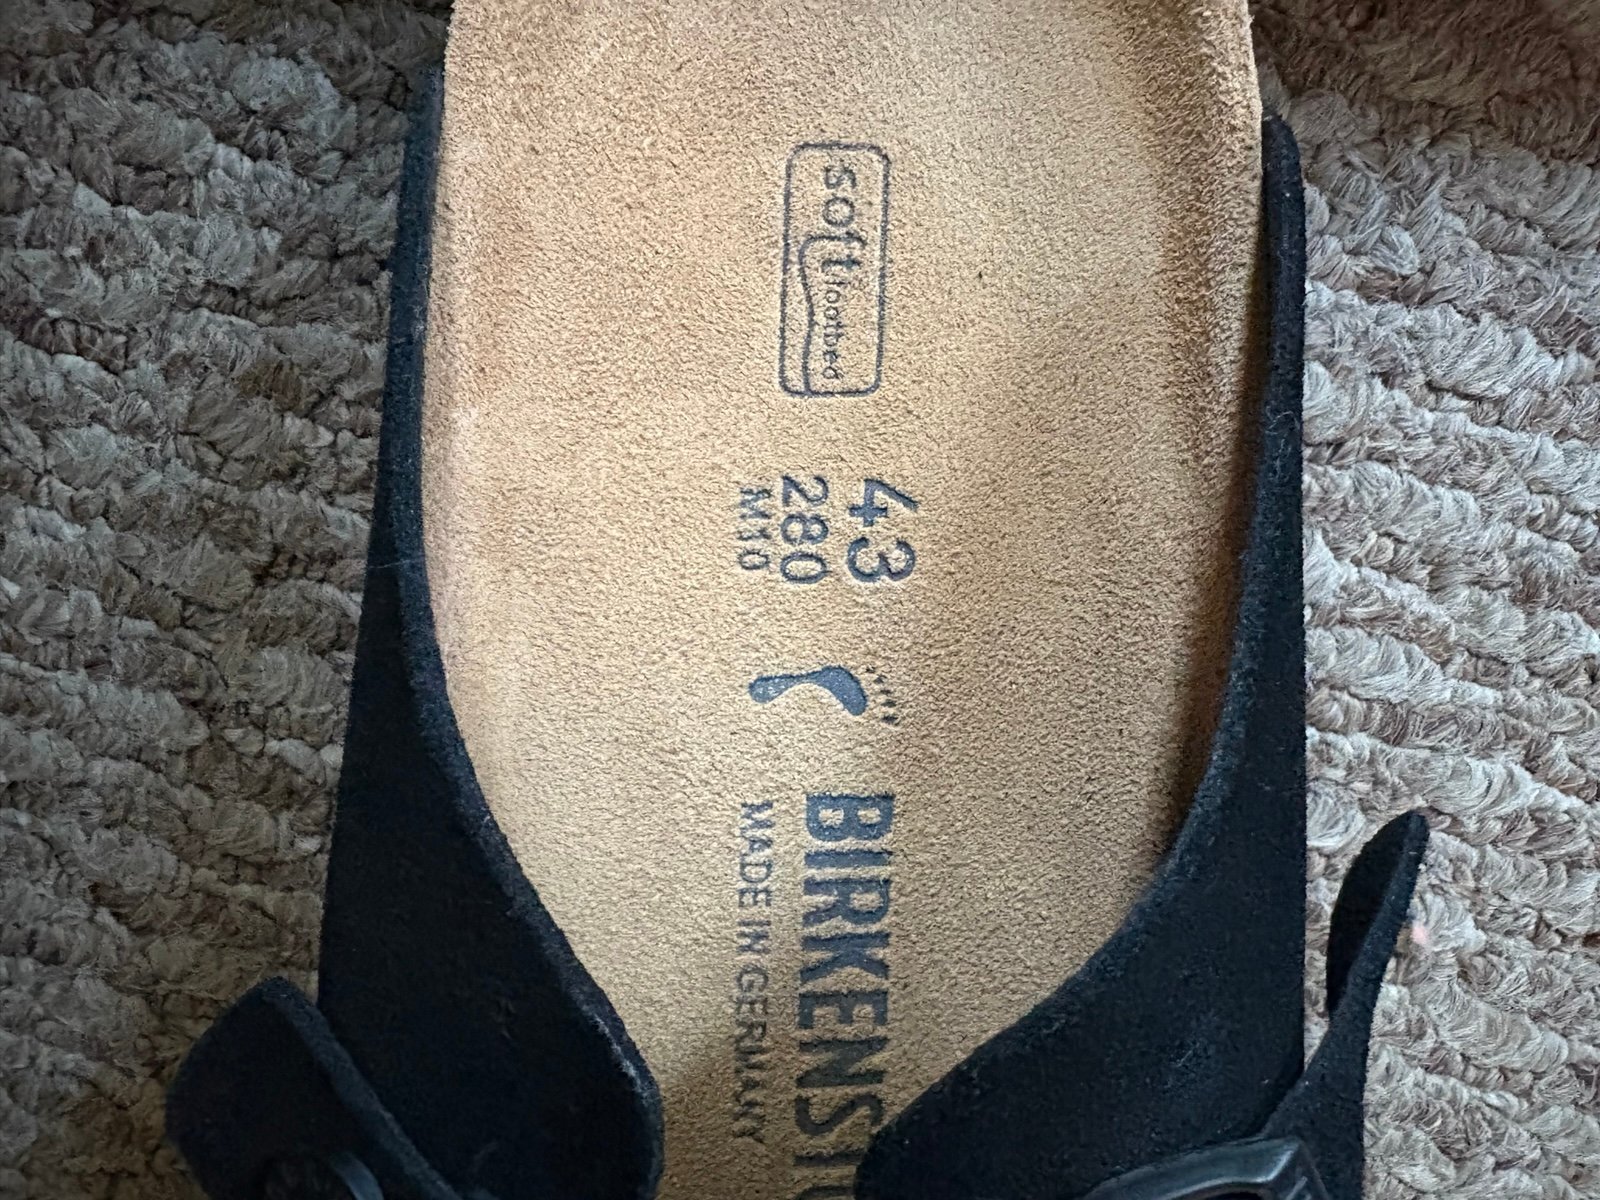 soft footbed
43
280
M10
BIRKENST
MADE IN GERMANY